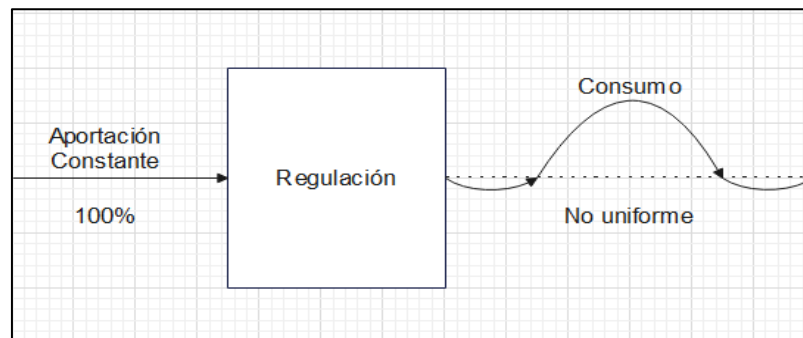 Aportación
Constante
100%
Regulación
Consumo
No uniforme